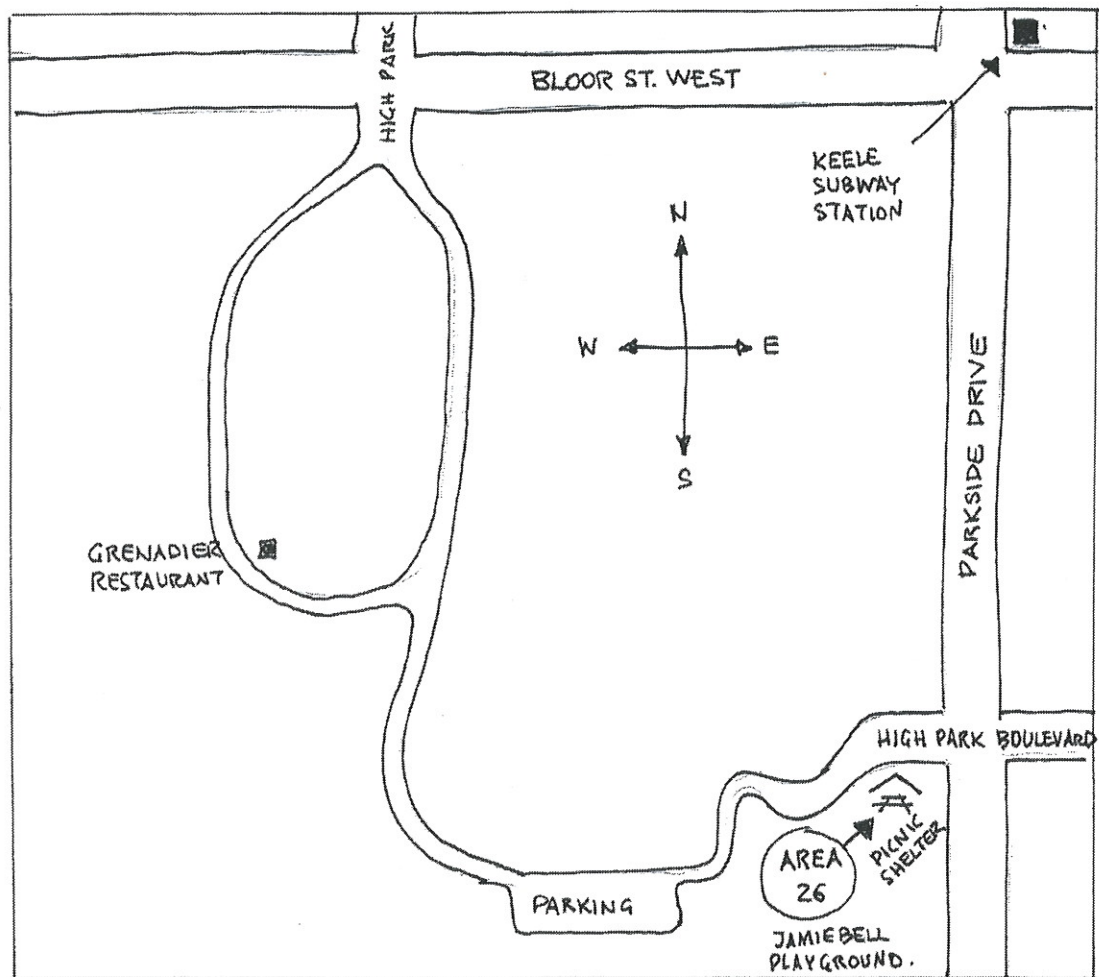 HIGH PARK
BLOOR ST. WEST
KEELE
SUBWAY
STATION
N
W
E
S
PARKSIDE DRIVE
GRENADIER
RESTAURANT
HIGH PARK BOULEVARD
PICNIC
SHELTER
AREA
26
PARKING
JAMIEBELL
PLAYGROUND.